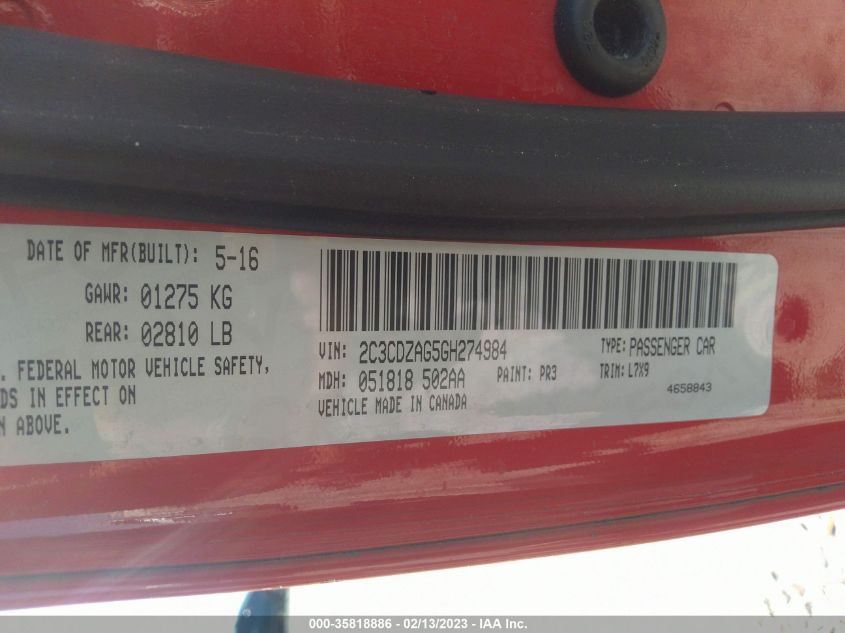 DATE OF MFR(BUILT): 5-16
GAWR: 01275 KG
REAR: 02810 LB
. FEDERAL MOTOR VEHICLE SAFETY,
DS IN EFFECT ON
N ABOVE.
VIN: 2C3CDZAG5GH274984
TYPE: PASSENGER CAR
MDH: 051818 502AA
PAINT: PR3
TRIM: L7X9
VEHICLE MADE IN CANADA
4658843
000-35818886 - 02/13/2023 - IAA Inc.